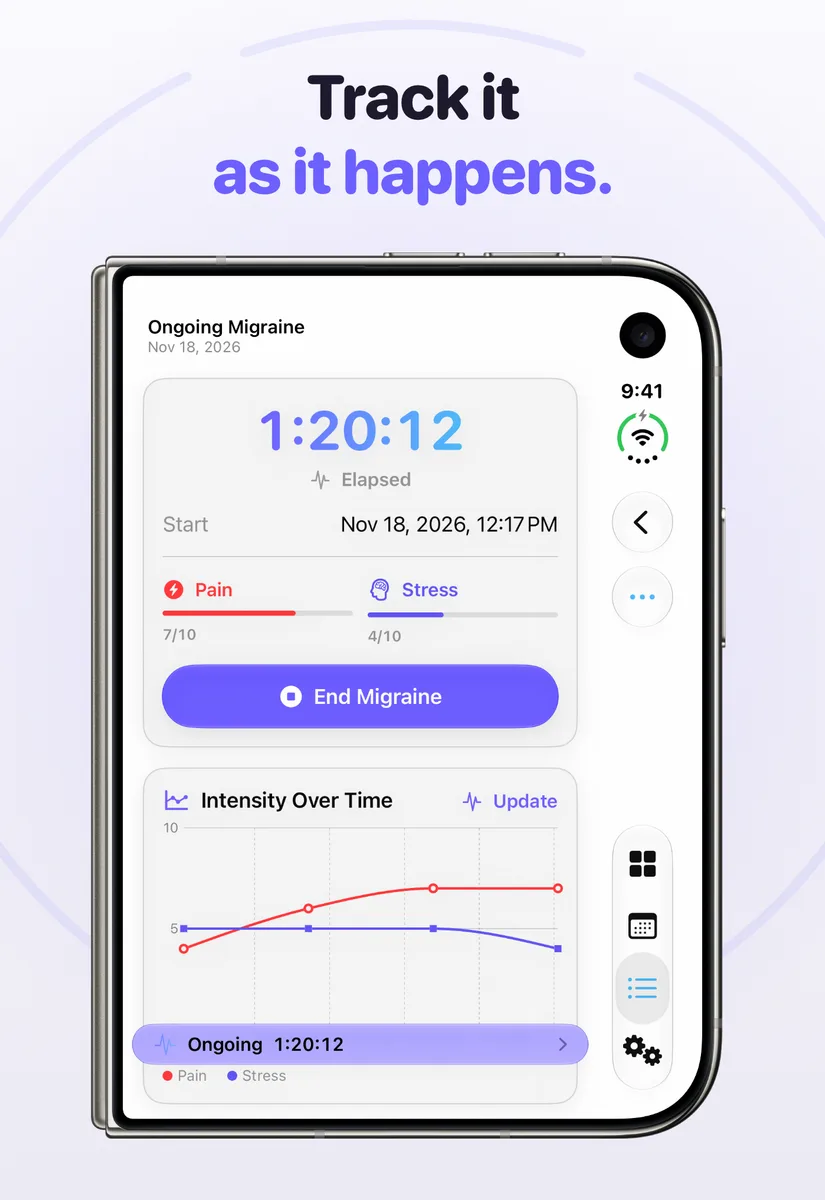 Track it
as it happens.
Ongoing Migraine
Nov 18, 2026
9:41
1:20:12
Elapsed
Start Nov 18, 2026, 12:17 PM
Pain Stress
7/10 4/10
End Migraine
Intensity Over Time Update
10
5
Ongoing 1:20:12
Pain Stress